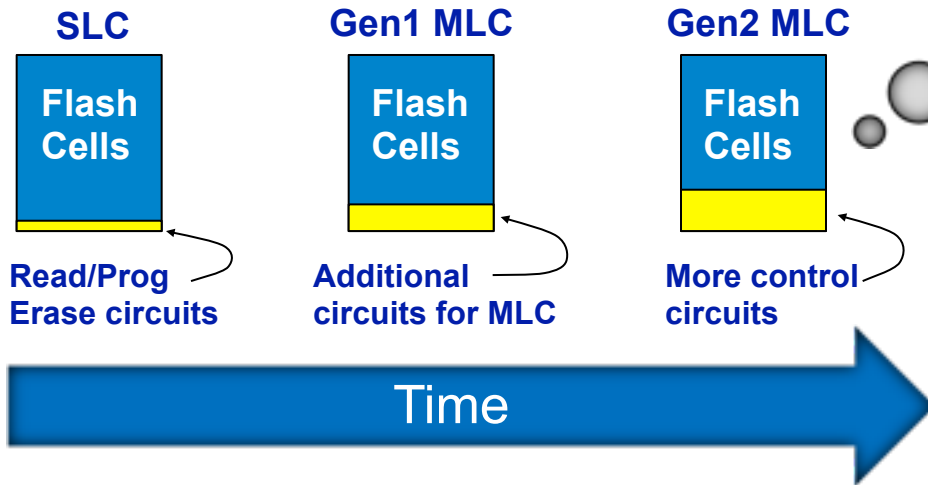 SLC
Gen1 MLC
Gen2 MLC
Flash
Cells
Flash
Cells
Flash
Cells
Read/Prog
Erase circuits
Additional
circuits for MLC
More control
circuits
Time